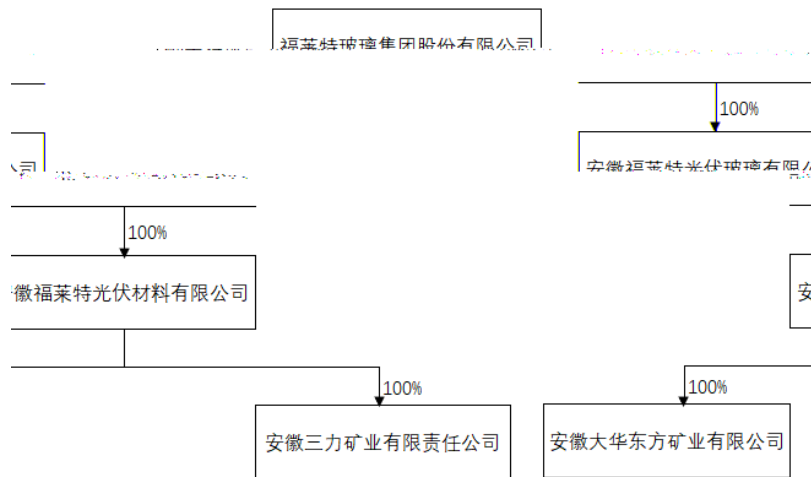 福莱特玻璃集团股份有限公司
100%
公司
安徽福莱特光伏玻璃有限公
100%
徽福莱特光伏材料有限公司
安
100%
100%
安徽三力矿业有限责任公司
安徽大华东方矿业有限公司